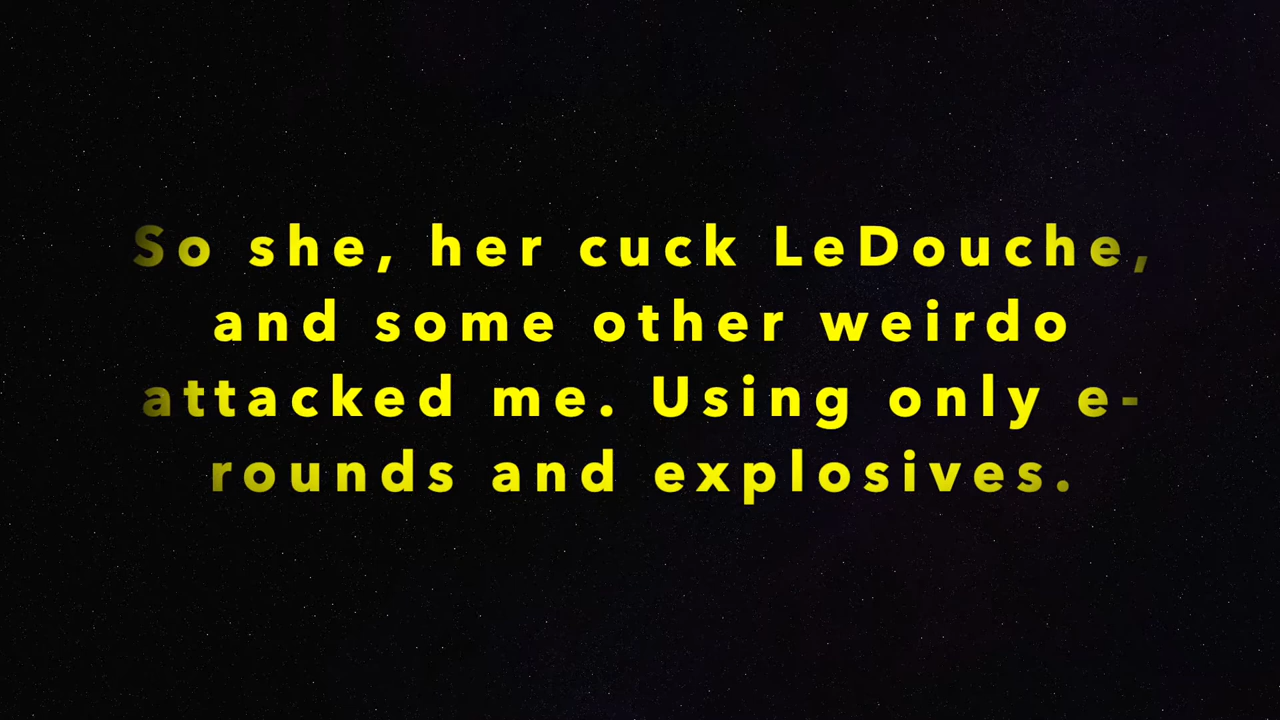 So she, her cuck LeDouche,
and some other weirdo
attacked me. Using only e-
rounds and explosives.